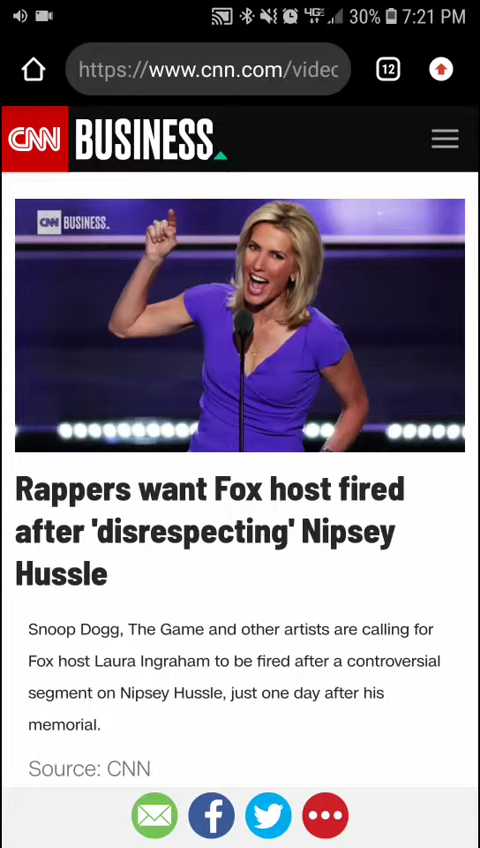 4G 30% 7:21 PM
https://www.cnn.com/videc 12
CNN BUSINESS
CNN BUSINESS.
Rappers want Fox host fired
after 'disrespecting' Nipsey
Hussle
Snoop Dogg, The Game and other artists are calling for
Fox host Laura Ingraham to be fired after a controversial
segment on Nipsey Hussle, just one day after his
memorial.
Source: CNN